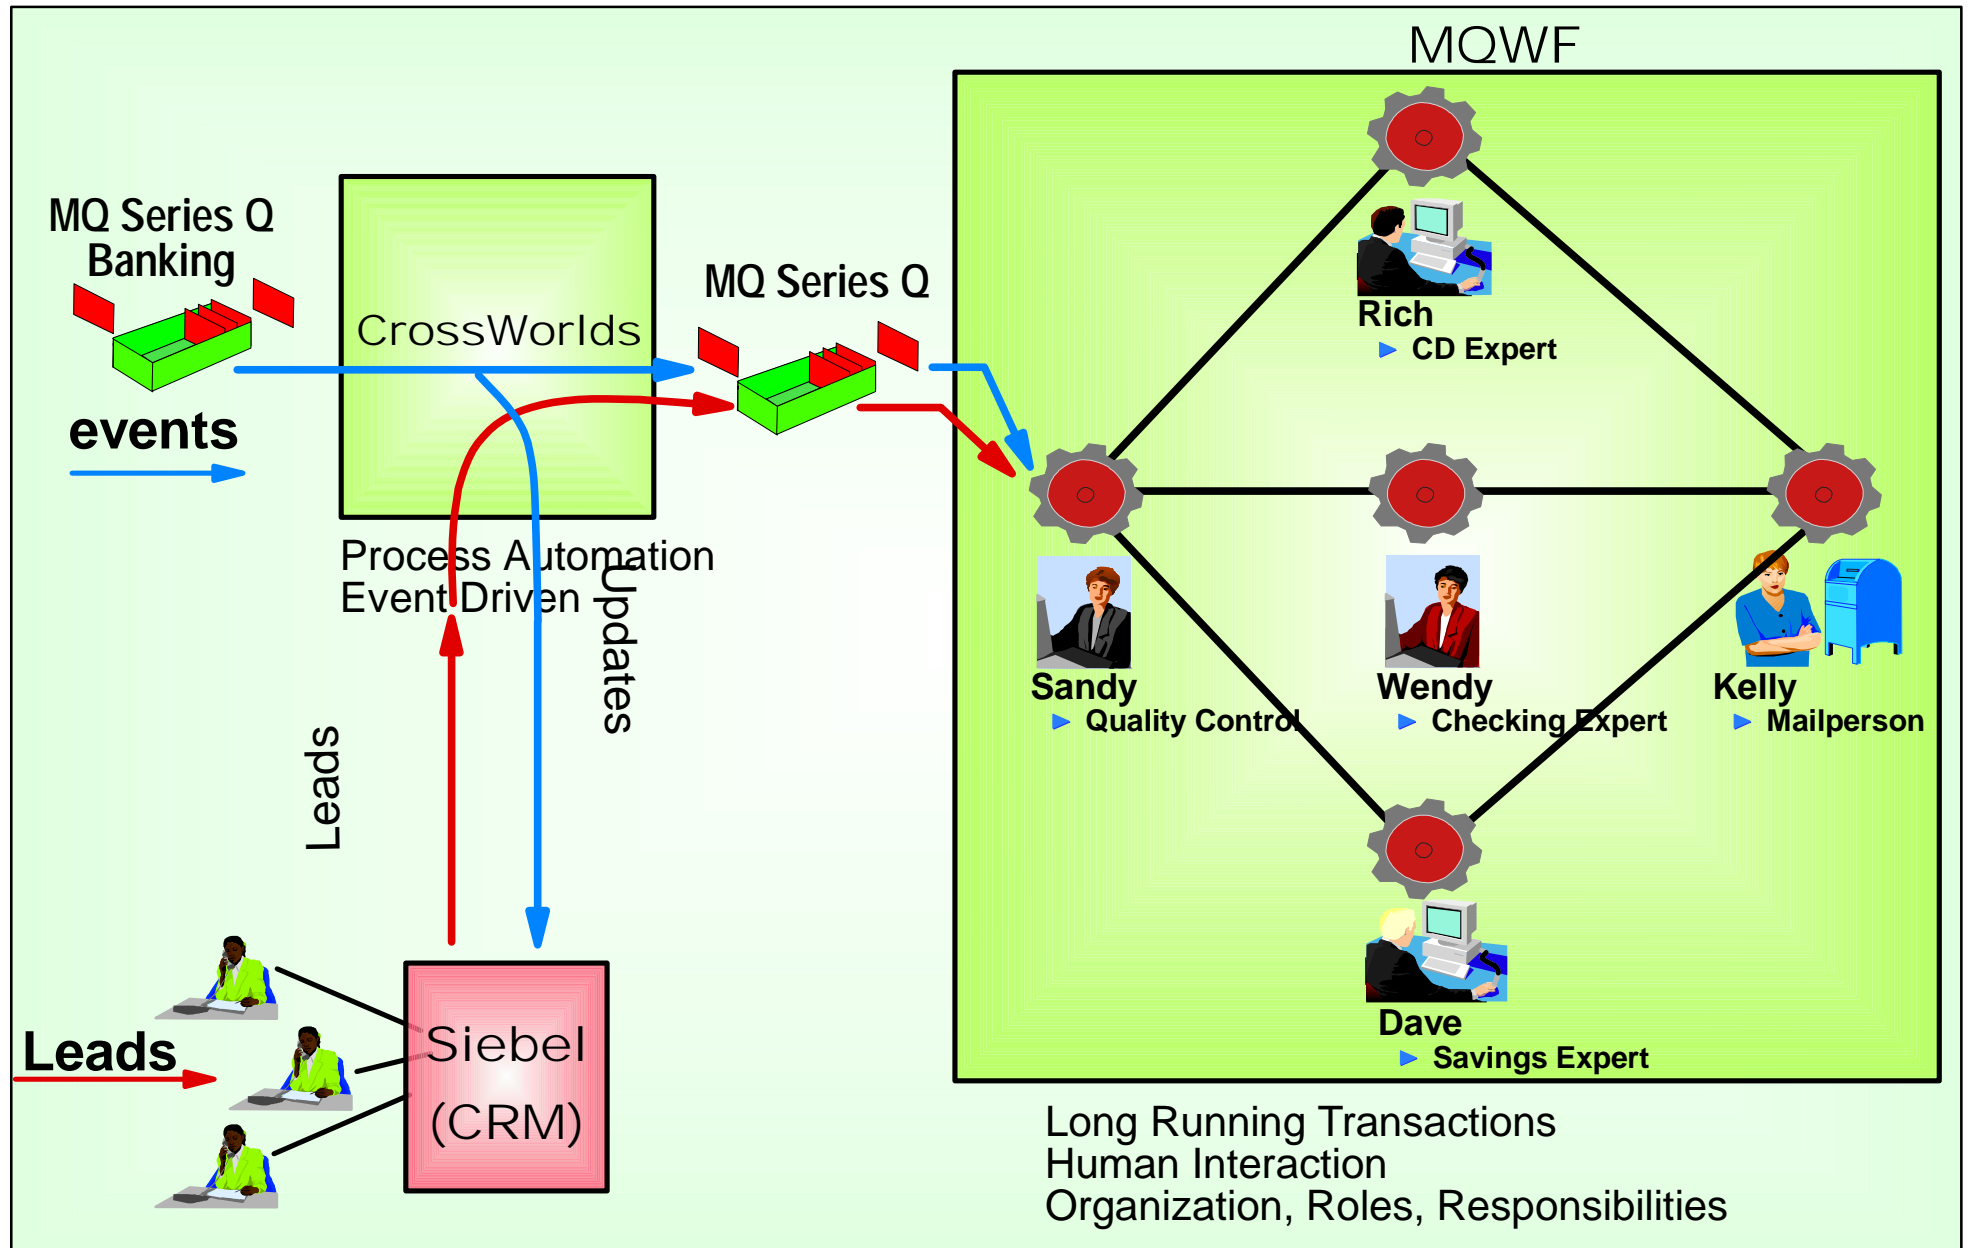 MQWF
MQ Series Q
Banking
CrossWorlds
MQ Series Q
events
Process Automation
Event Driven
Updates
Leads
Leads
Siebel
(CRM)
Rich
CD Expert
Sandy
Quality Control
Wendy
Checking Expert
Kelly
Mailperson
Dave
Savings Expert
Long Running Transactions
Human Interaction
Organization, Roles, Responsibilities